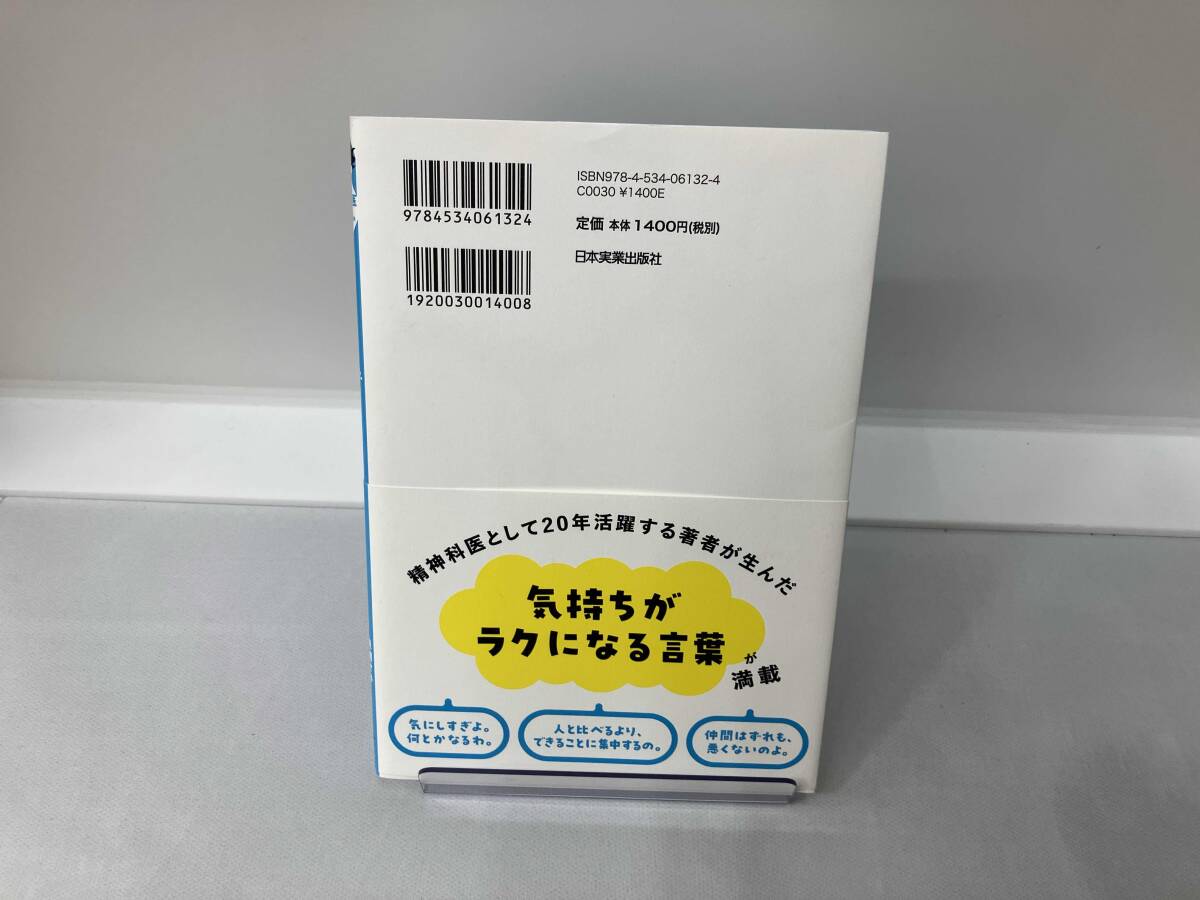 9784534061324
1920030014008
ISBN978-4-534-06132-4
C0030 ¥1400E
定価 本体1400円(税別)
日本実業出版社
精神科医として20年活躍する著者が生んだ
気持ちが
ラクになる言葉
が
満載
気にしすぎよ。
何とかなるわ。
人と比べるより、
できることに集中するの。
仲間はずれも、
悪くないのよ。